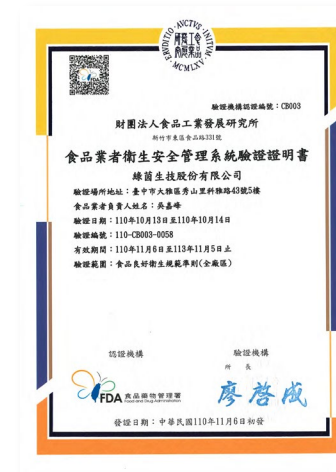 ERUDITIO AUCTUS INITUM MCMLXV
驗證機構認證編號：CB003
財團法人食品工業發展研究所
新竹市東區食品路331號
食品業者衛生安全管理系統驗證證明書
綠茵生技股份有限公司
驗證場所地址：臺中市大雅區秀山里科雅路43號5樓
食品業者負責人姓名：吳嘉峰
驗證日期：110年10月13日至110年10月14日
驗證編號：110-CB003-0058
有效期間：110年11月6日至113年11月5日止
驗證範圍：食品良好衛生規範準則(全廠區)
認證機構
驗證機構
所 長
FDA 食品藥物管理署
Food and Drug Administration
廖啓成
發證日期：中華民國110年11月6日初發